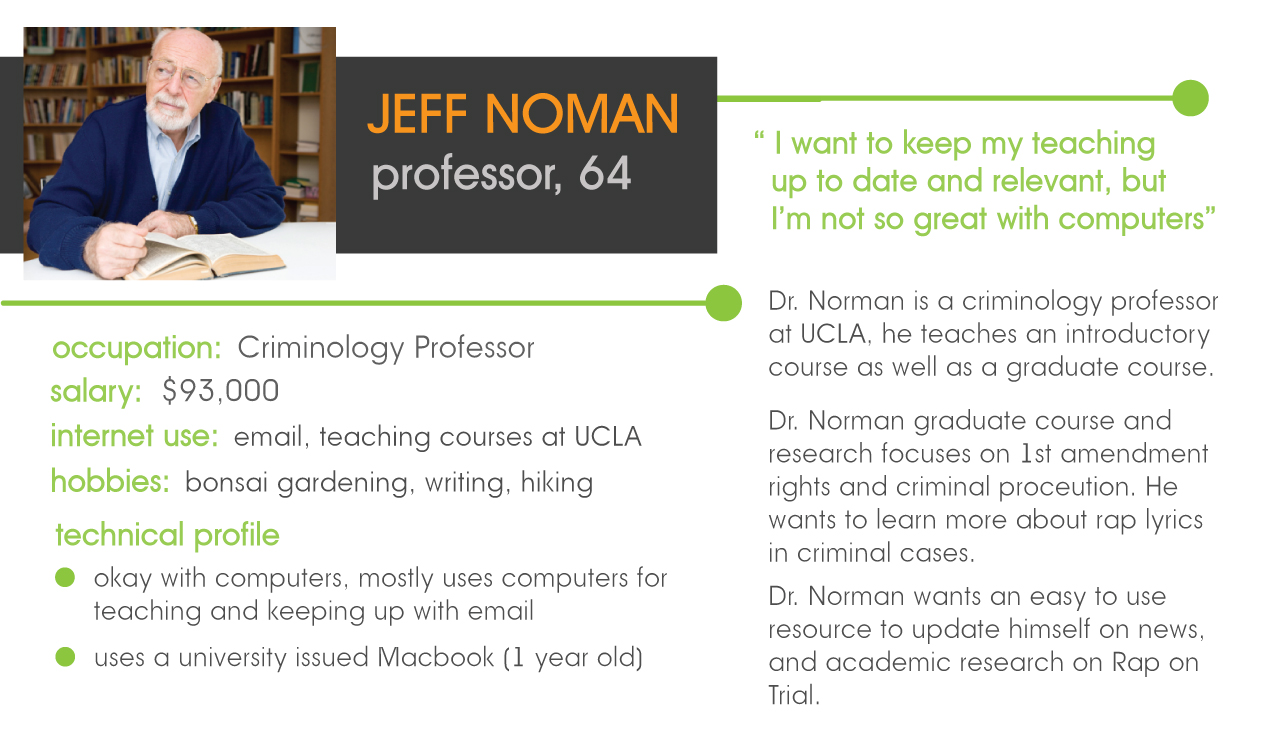 JEFF NOMAN
professor, 64
“ I want to keep my teaching
up to date and relevant, but
I’m not so great with computers”
occupation: Criminology Professor
salary: $93,000
internet use: email, teaching courses at UCLA
hobbies: bonsai gardening, writing, hiking
technical profile
okay with computers, mostly uses computers for
teaching and keeping up with email
uses a university issued Macbook (1 year old)
Dr. Norman is a criminology professor
at UCLA, he teaches an introductory
course as well as a graduate course.
Dr. Norman graduate course and
research focuses on 1st amendment
rights and criminal proceution. He
wants to learn more about rap lyrics
in criminal cases.
Dr. Norman wants an easy to use
resource to update himself on news,
and academic research on Rap on
Trial.